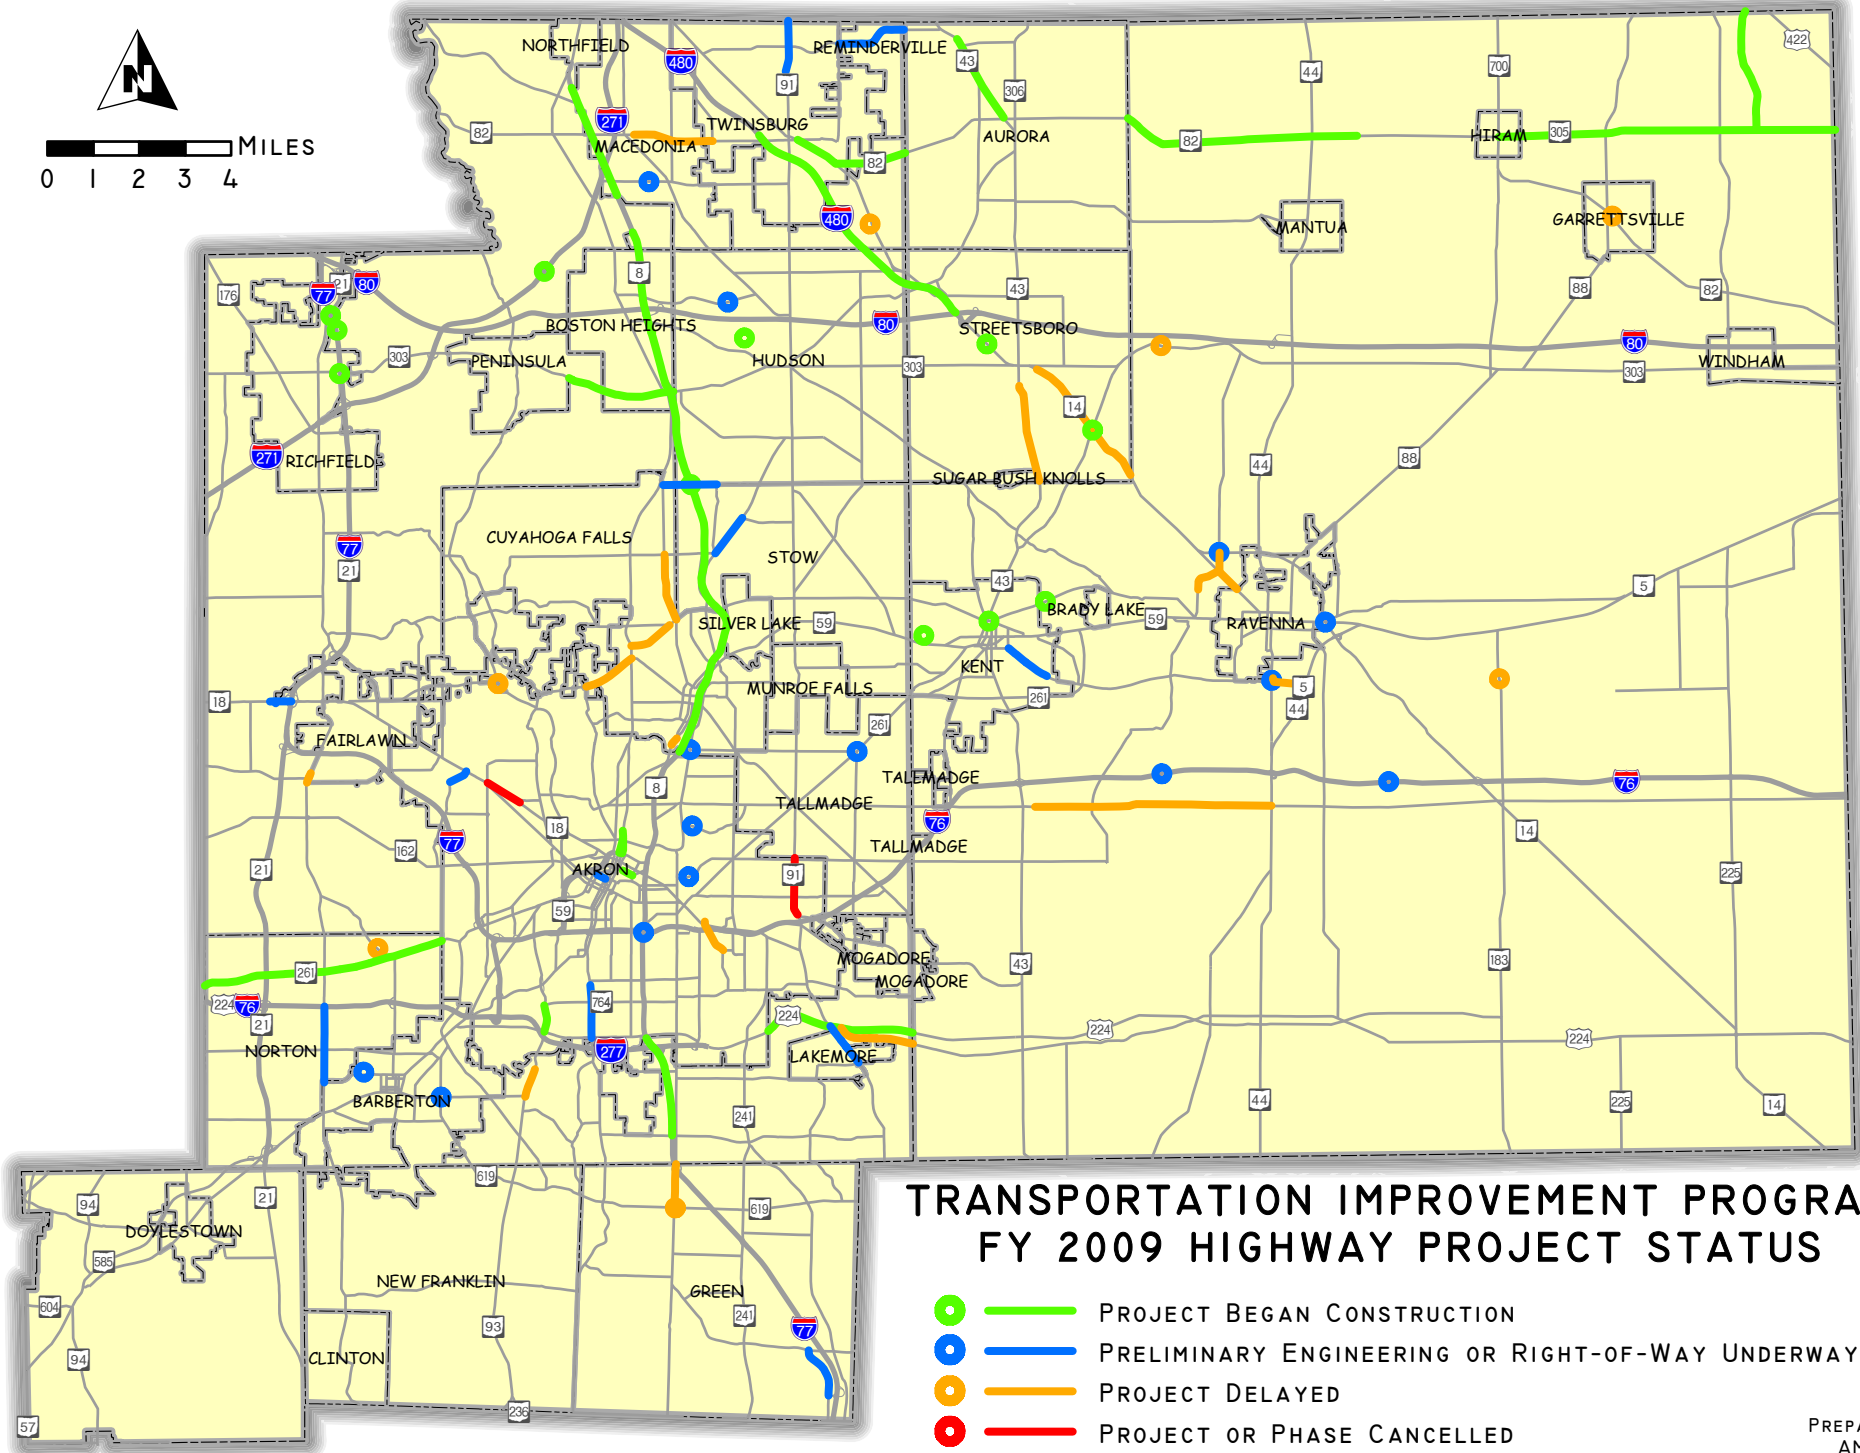 NORTHFIELD
480
REMINDERVILLE
91
43
306
44
700
422
N
MILES
0 1 2 3 4
82
271
MACEDONIA
TWINSBURG
82
AURORA
82
HIRAM
305
480
MANTUA
GARRETTSVILLE
176
77
21
80
8
43
88
82
BOSTON HEIGHTS
80
STREETSBORO
80
303
PENINSULA
HUDSON
303
303
WINDHAM
14
271
RICHFIELD
44
88
SUGAR BUSH KNOLLS
77
21
CUYAHOGA FALLS
STOW
43
5
SILVER LAKE
59
BRADY LAKE
59
RAVENNA
KENT
18
MUNROE FALLS
261
5
44
FAIRLAWN
261
8
TALLMADGE
TALLMADGE
76
76
TALLMADGE
18
162
77
14
21
AKRON
91
225
59
261
MOGADORE
MOGADORE
43
183
224
76
21
764
224
224
224
NORTON
277
LAKEMORE
BARBERTON
241
44
225
14
619
94
21
619
DOYLESTOWN
585
NEW FRANKLIN
GREEN
604
93
241
77
94
CLINTON
57
236
TRANSPORTATION IMPROVEMENT PROGRA
FY 2009 HIGHWAY PROJECT STATUS
PROJECT BEGAN CONSTRUCTION
PRELIMINARY ENGINEERING OR RIGHT-OF-WAY UNDERWAY
PROJECT DELAYED
PROJECT OR PHASE CANCELLED
PREPA
AN